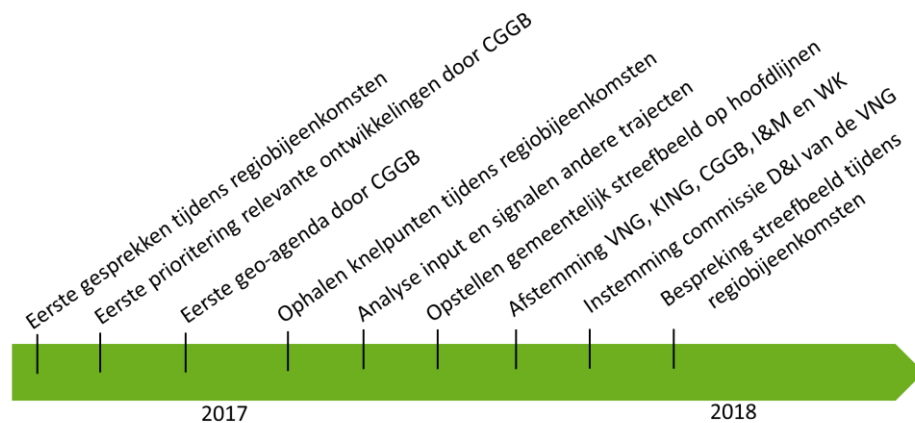 Eerste gesprekken tijdens regiobijeenkomsten
Eerste prioritering relevante ontwikkelingen door CGGB
Eerste geo-agenda door CGGB
Ophalen knelpunten tijdens regiobijeenkomsten
Analyse input en signalen andere trajecten
Opstellen gemeentelijk streefbeeld op hoofdlijnen
Afstemming VNG, KING, CGGB, I&M en WK
Instemming commissie D&I van de VNG
Bespreking streefbeeld tijdens
regiobijeenkomsten
2017
2018